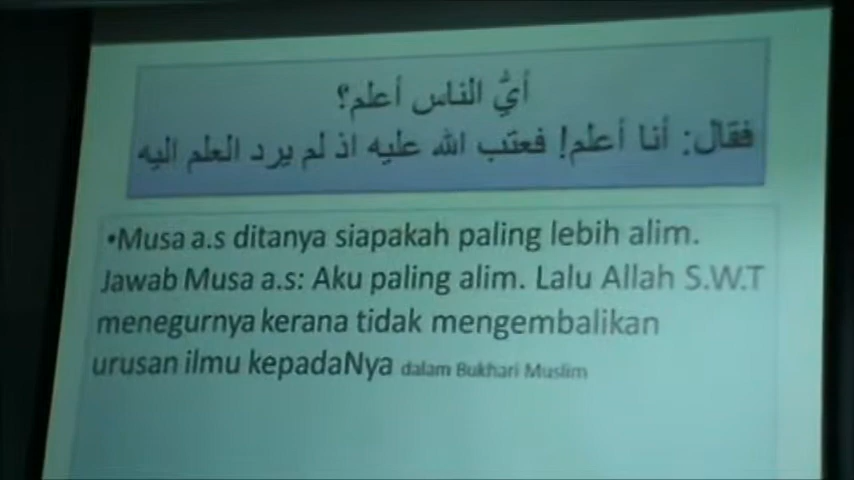 أيُّ الناس أعلم؟
فقال: أنا أعلم! فعتب الله عليه اذ لم يرد العلم اليه
•Musa a.s ditanya siapakah paling lebih alim.
Jawab Musa a.s: Aku paling alim. Lalu Allah S.W.T
menegurnya kerana tidak mengembalikan
urusan ilmu kepadaNya dalam Bukhari Muslim